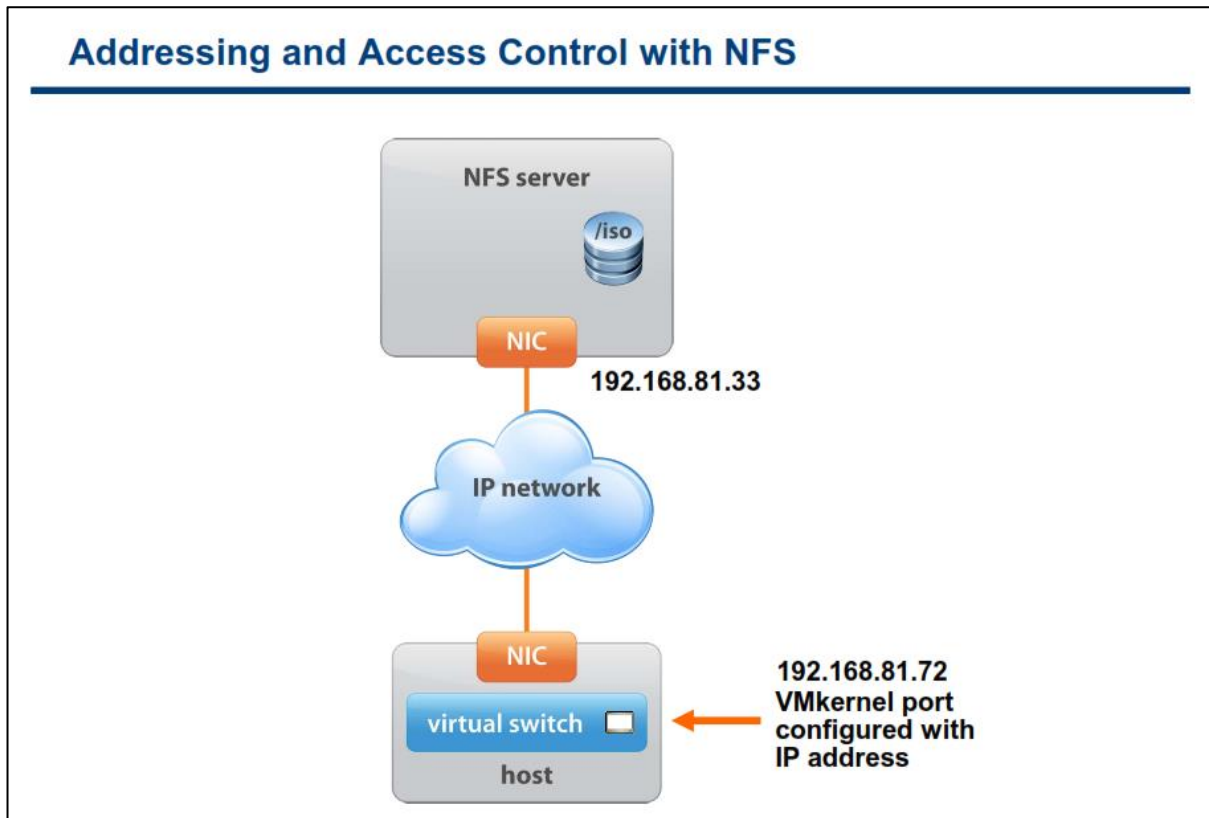 Addressing and Access Control with NFS
NFS server
/iso
NIC
192.168.81.33
IP network
NIC
virtual switch
host
192.168.81.72
VMkernel port
configured with
IP address